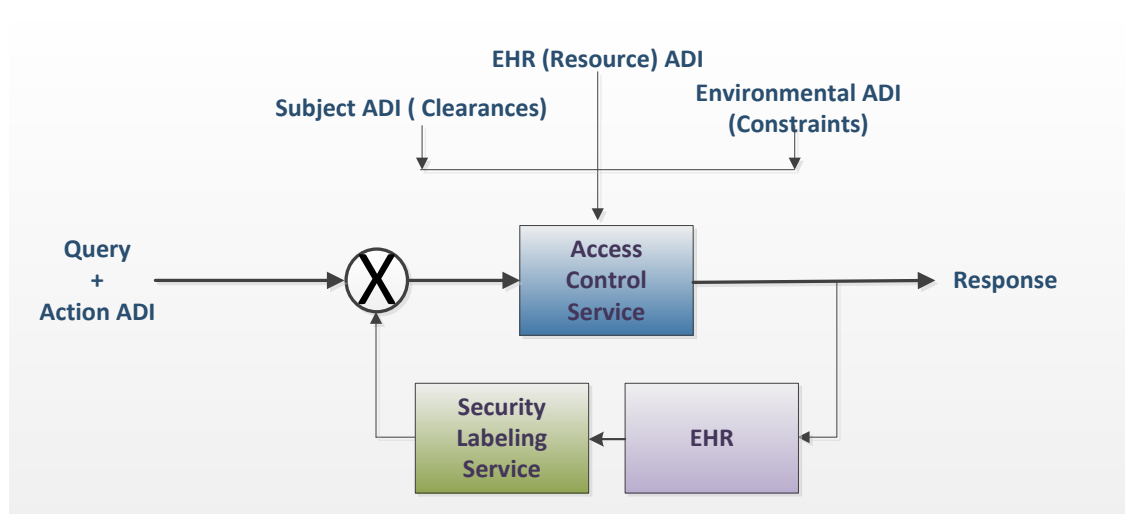 EHR (Resource) ADI
Subject ADI ( Clearances)
Environmental ADI
(Constraints)
Query
+
Action ADI
X
Access
Control
Service
Response
Security
Labeling
Service
EHR